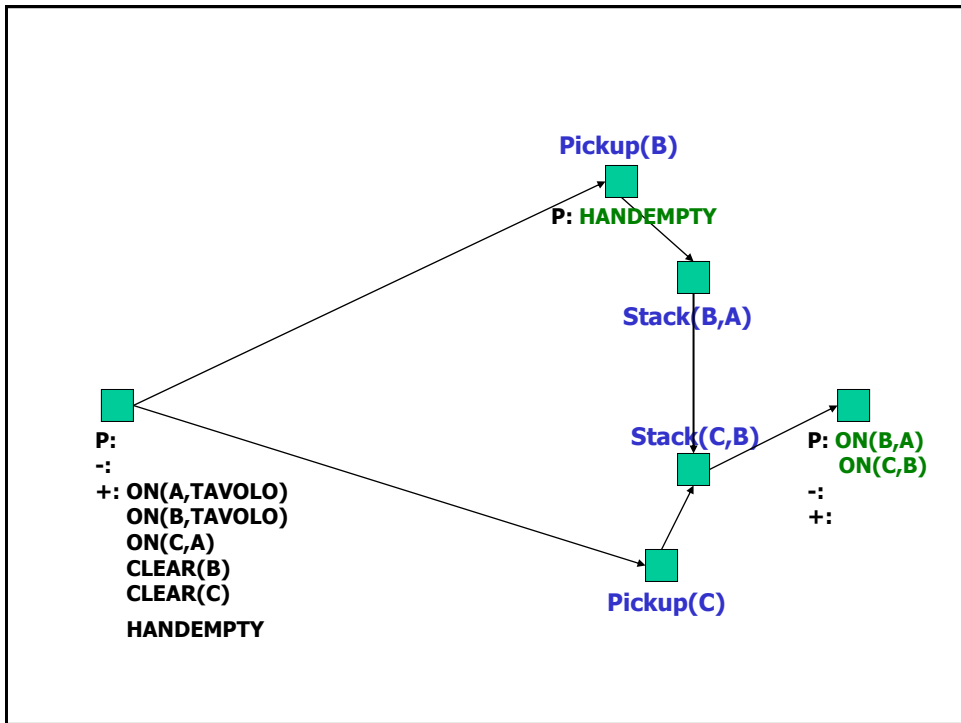 Pickup(B)
P: HANDEMPTY
Stack(B,A)
Stack(C,B)
P:
-:
+: ON(A,TAVOLO)
ON(B,TAVOLO)
ON(C,A)
CLEAR(B)
CLEAR(C)
HANDEMPTY
P: ON(B,A)
ON(C,B)
-:
+:
Pickup(C)